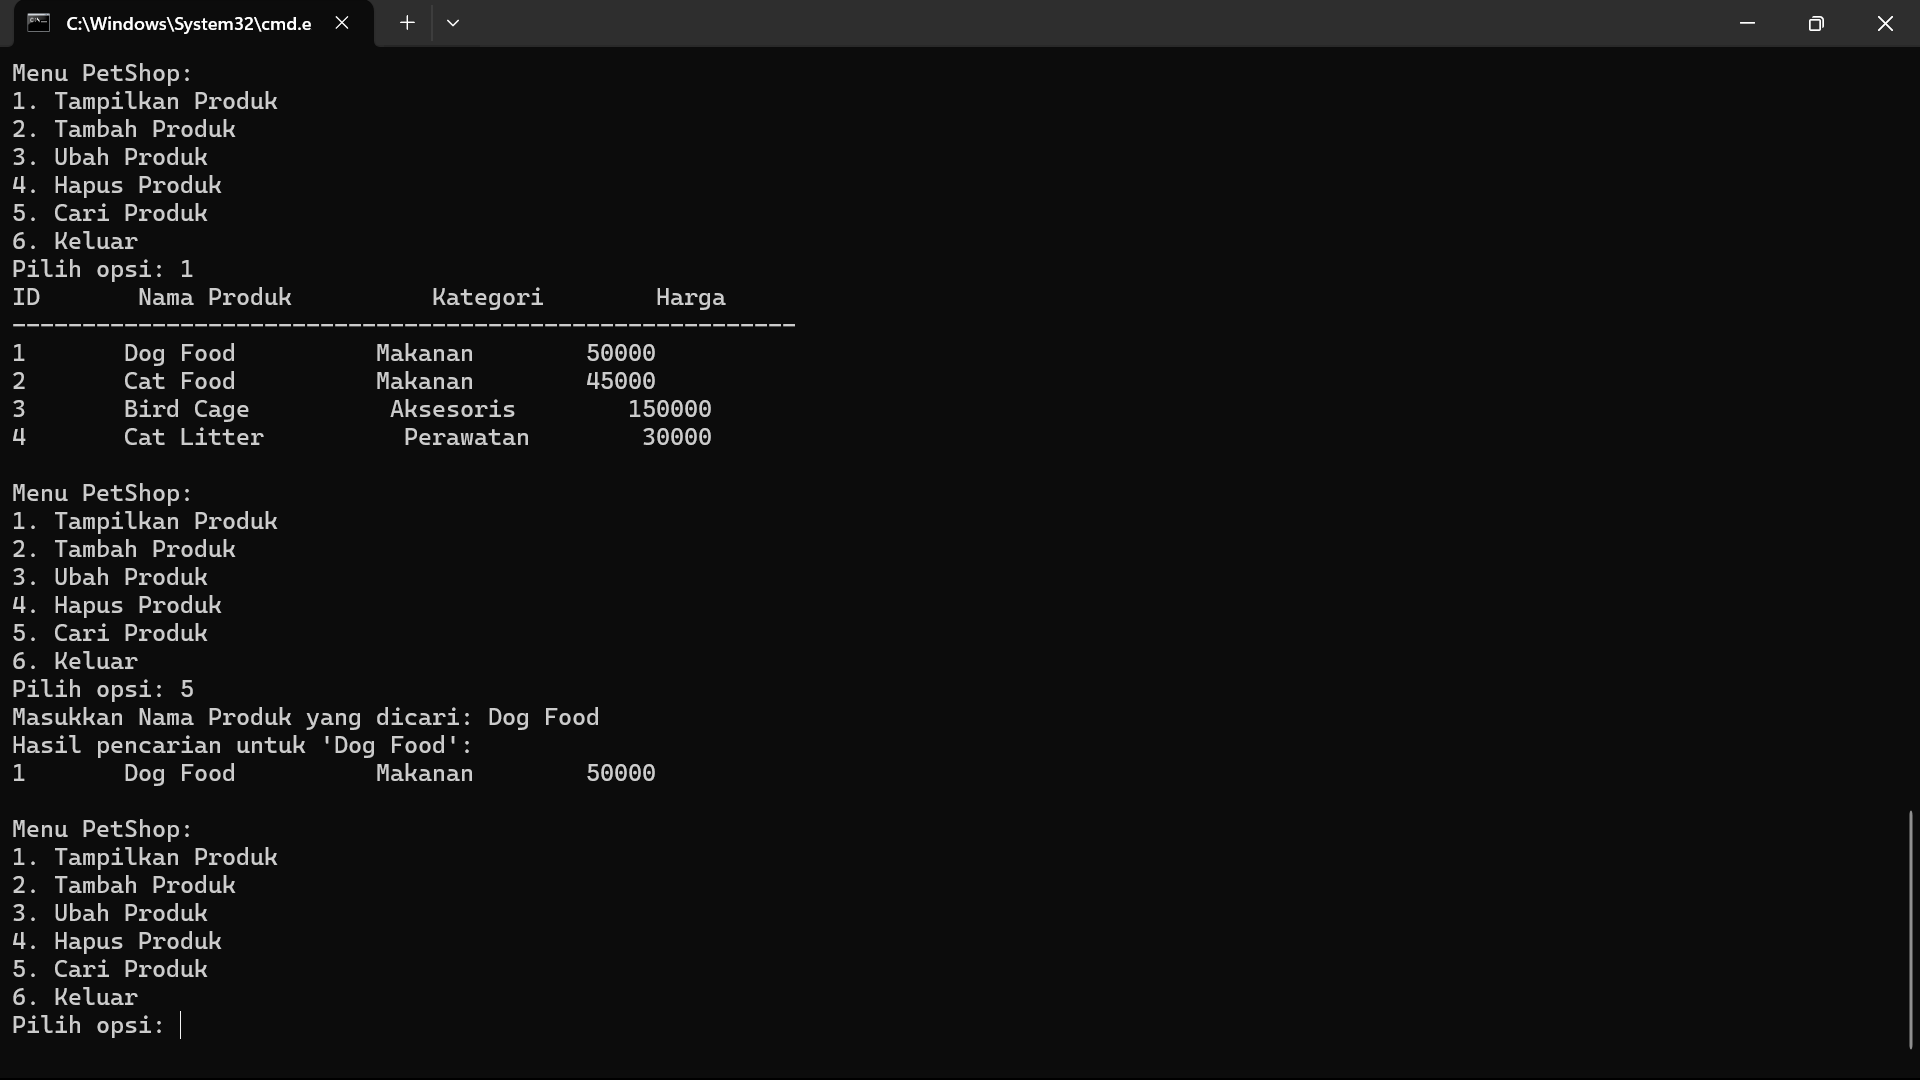 C:\Windows\System32\cmd.e
Menu PetShop:
1. Tampilkan Produk
2. Tambah Produk
3. Ubah Produk
4. Hapus Produk
5. Cari Produk
6. Keluar
Pilih opsi: 1
ID       Nama Produk          Kategori        Harga
--------------------------------------------------------
1       Dog Food          Makanan        50000
2       Cat Food          Makanan        45000
3       Bird Cage          Aksesoris        150000
4       Cat Litter          Perawatan        30000
Menu PetShop:
1. Tampilkan Produk
2. Tambah Produk
3. Ubah Produk
4. Hapus Produk
5. Cari Produk
6. Keluar
Pilih opsi: 5
Masukkan Nama Produk yang dicari: Dog Food
Hasil pencarian untuk 'Dog Food':
1       Dog Food          Makanan        50000
Menu PetShop:
1. Tampilkan Produk
2. Tambah Produk
3. Ubah Produk
4. Hapus Produk
5. Cari Produk
6. Keluar
Pilih opsi: